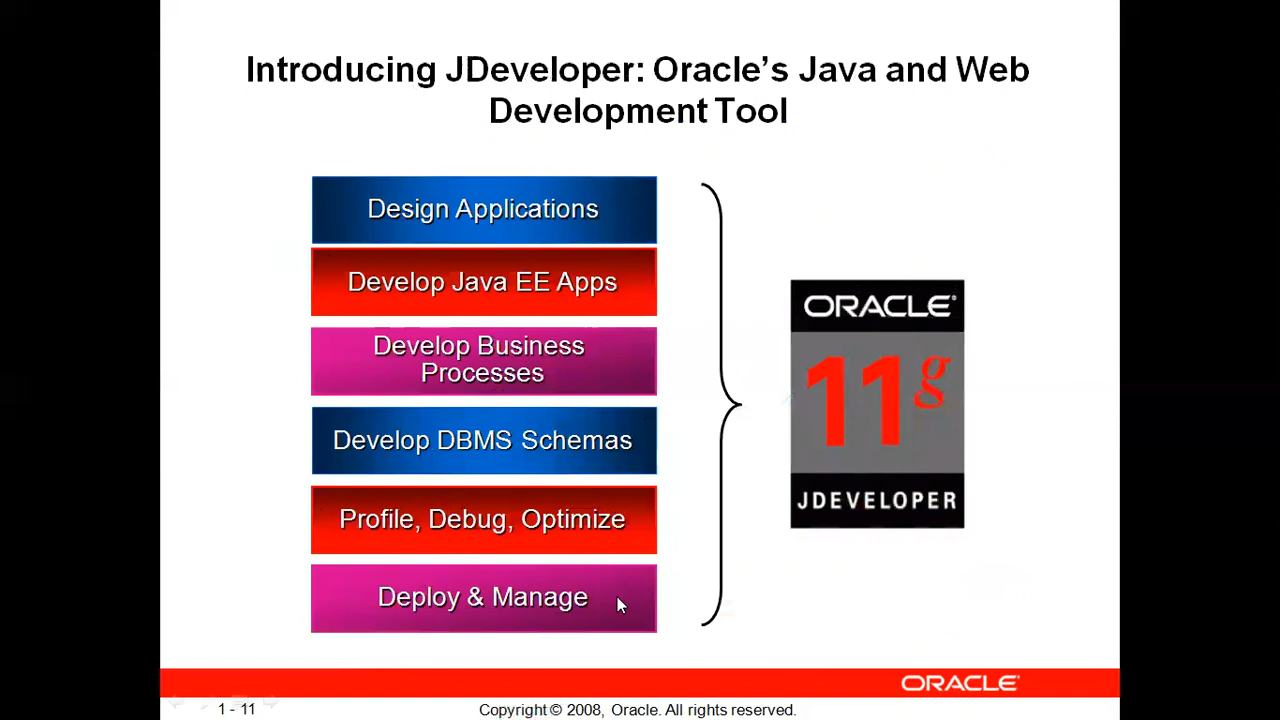 Introducing JDeveloper: Oracle’s Java and Web
Development Tool
Design Applications
Develop Java EE Apps
Develop Business
Processes
Develop DBMS Schemas
Profile, Debug, Optimize
Deploy & Manage
ORACLE®
11g
JDEVELOPER
ORACLE
1 - 11
Copyright © 2008, Oracle. All rights reserved.